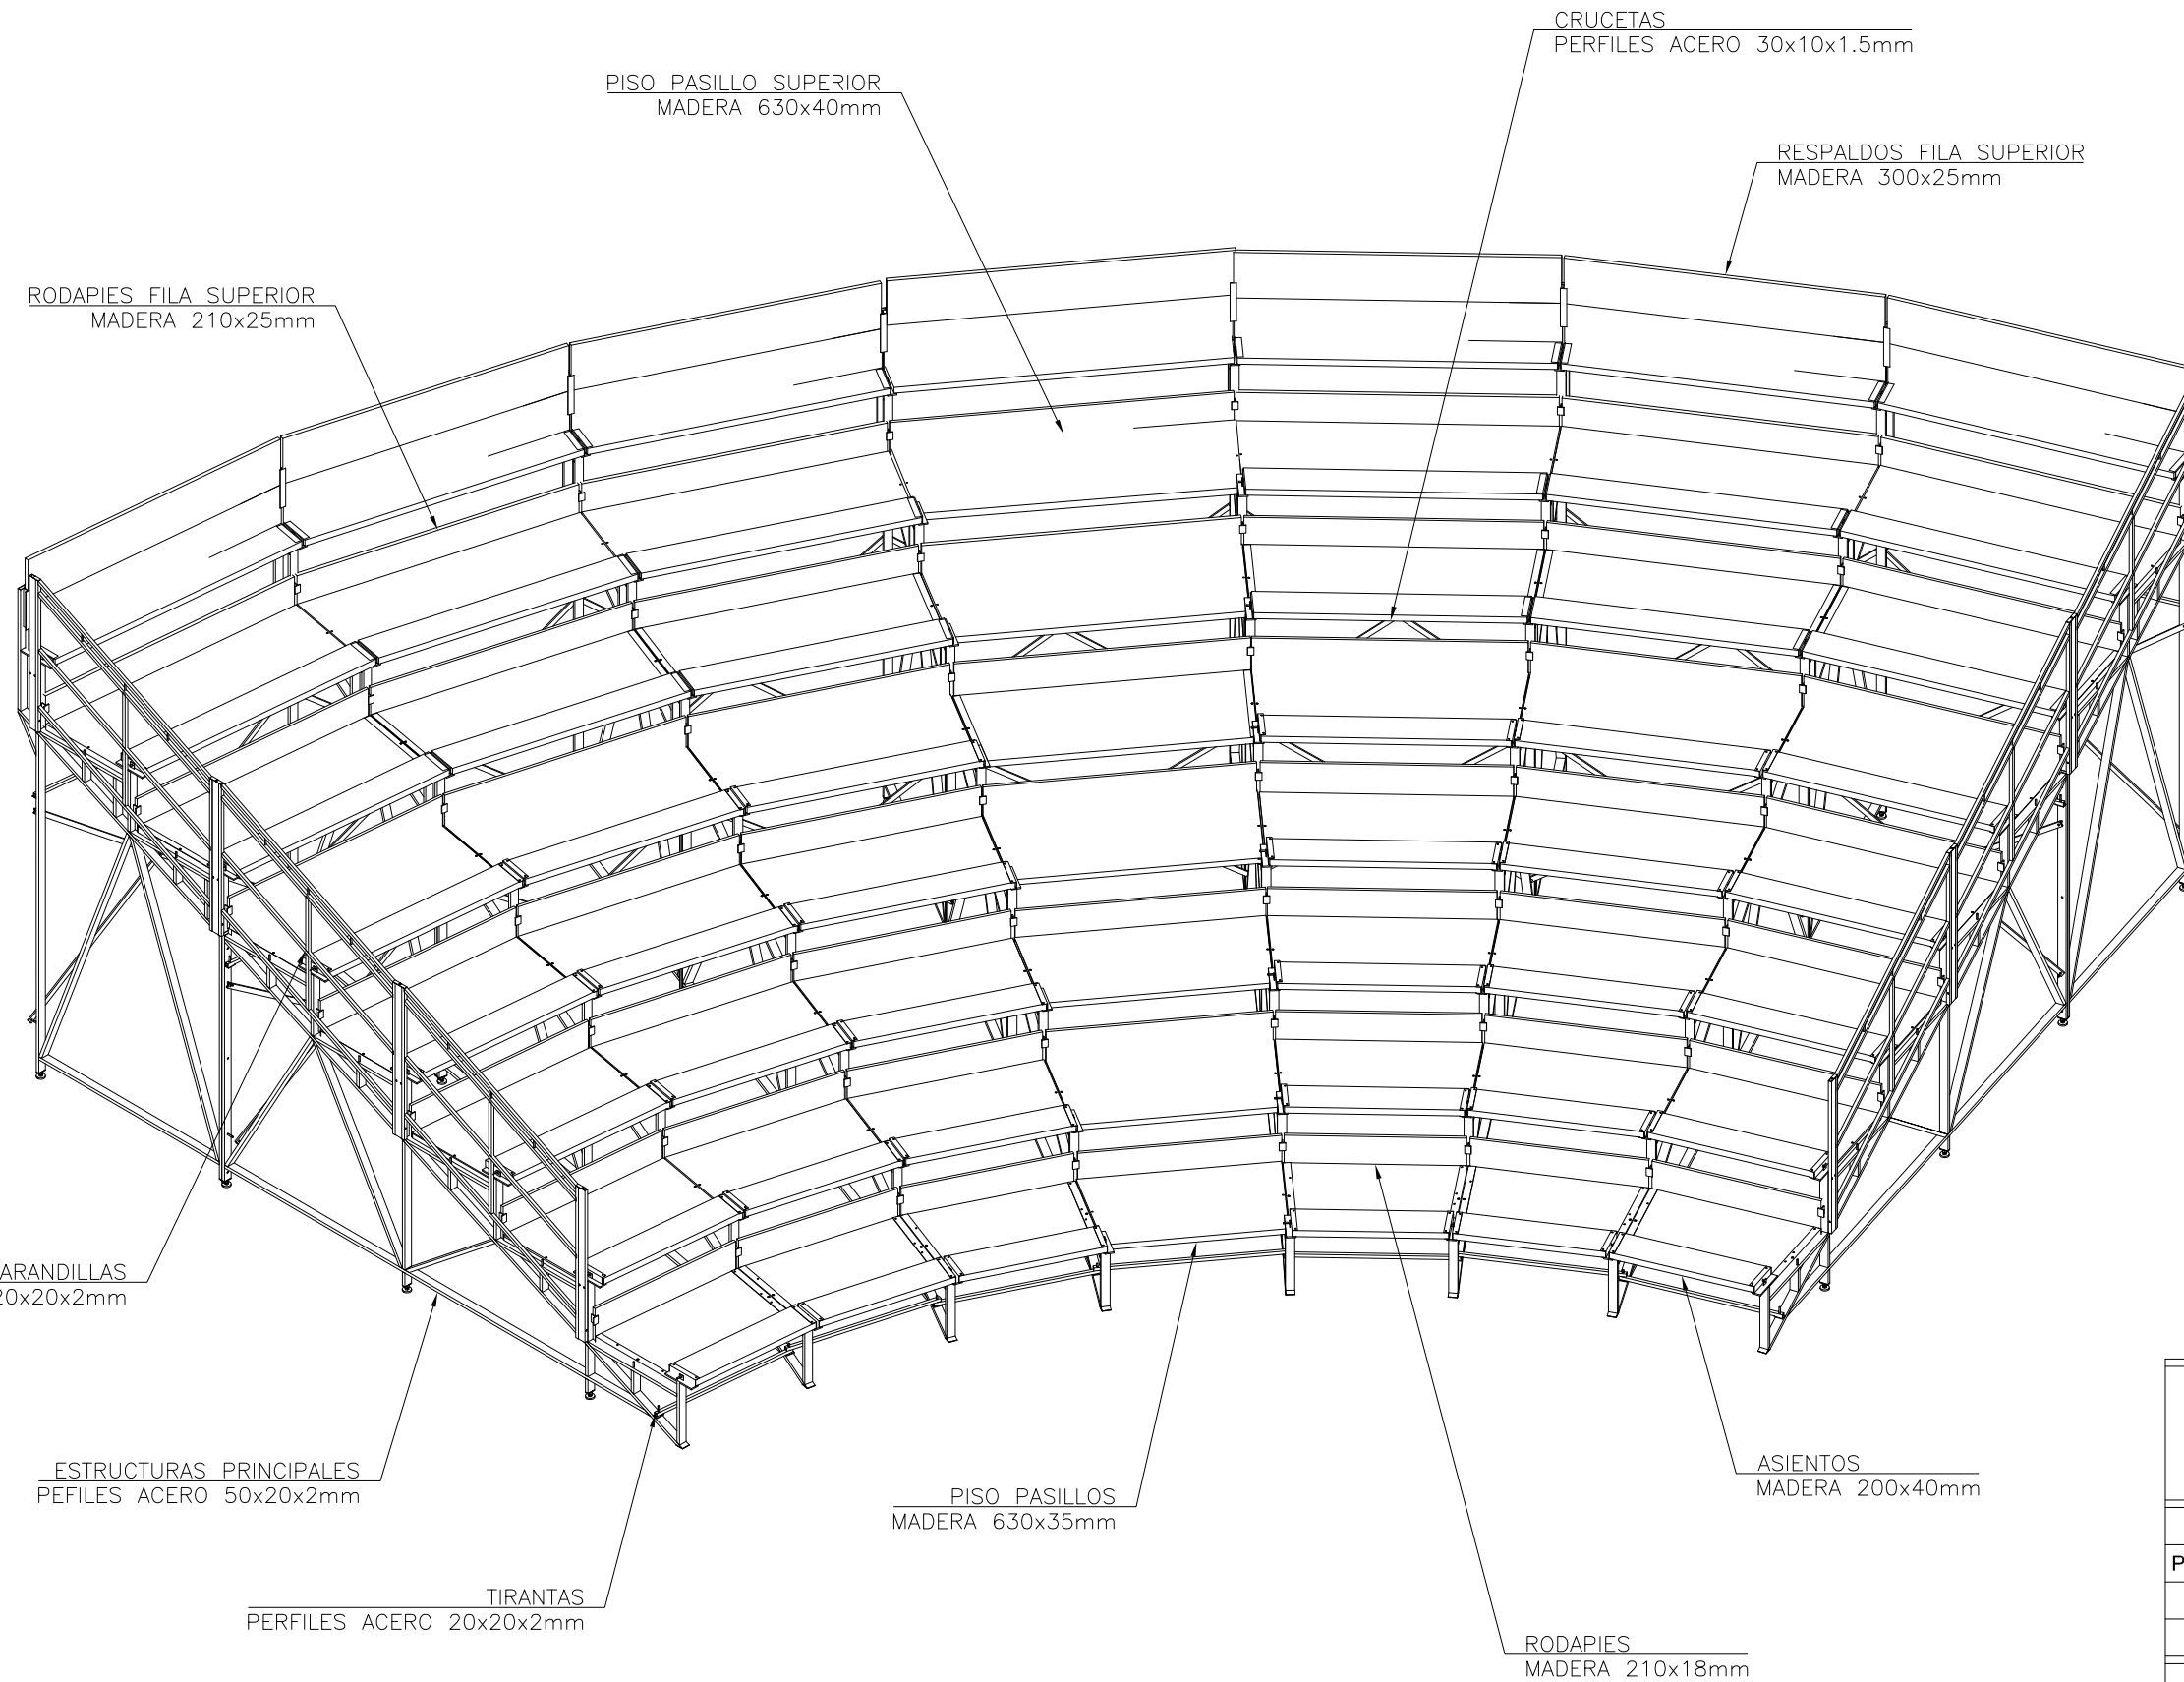 CRUCETAS
PERFILES ACERO 30x10x1.5mm
PISO PASILLO SUPERIOR
MADERA 630x40mm
RESPALDOS FILA SUPERIOR
MADERA 300x25mm
RODAPIES FILA SUPERIOR
MADERA 210x25mm
ARANDILLAS
20x20x2mm
ESTRUCTURAS PRINCIPALES
PEFILES ACERO 50x20x2mm
ASIENTOS
MADERA 200x40mm
PISO PASILLOS
MADERA 630x35mm
P
TIRANTAS
PERFILES ACERO 20x20x2mm
RODAPIES
MADERA 210x18mm